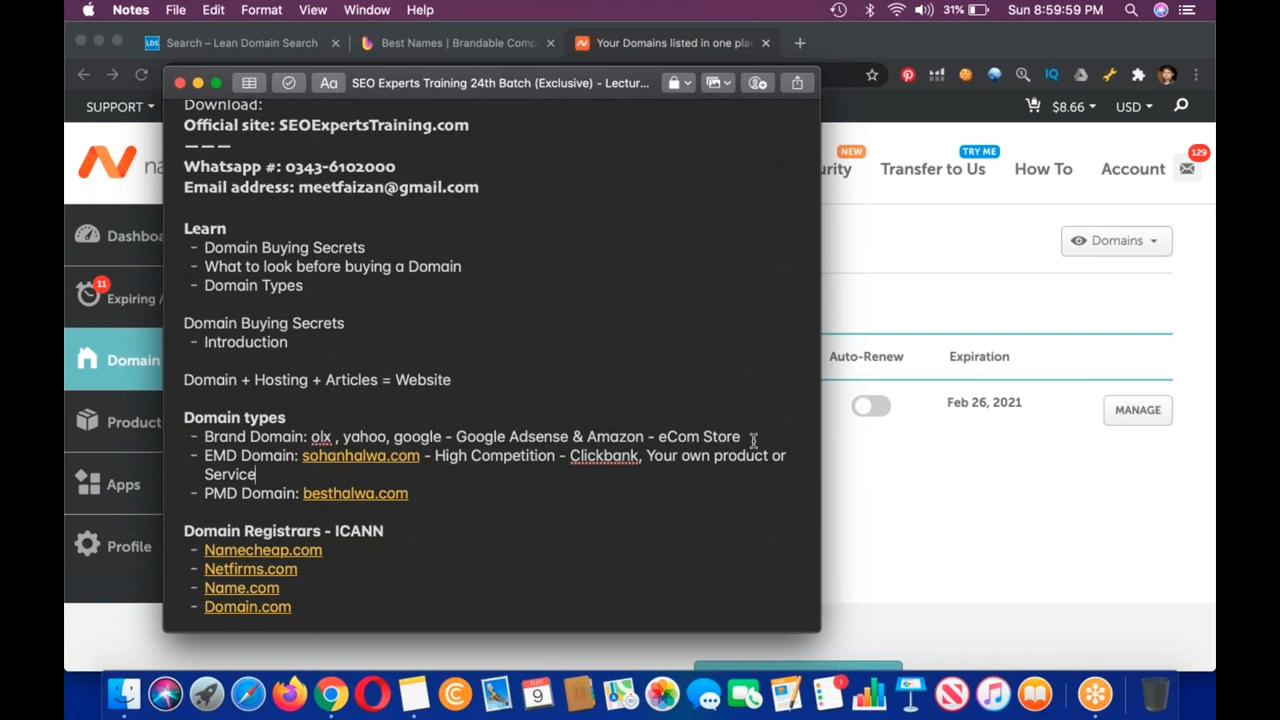 Notes File Edit Format View Window Help 31% Sun 8:59:59 PM
LDS Search – Lean Domain Search Best Names | Brandable Comp Your Domains listed in one pla
SEO Experts Training 24th Batch (Exclusive) - Lectur...
SUPPORT $8.66 USD
Download:
Official site: SEOExpertsTraining.com
———
Whatsapp #: 0343-6102000
Email address: meetfaizan@gmail.com
Learn
- Domain Buying Secrets
- What to look before buying a Domain
- Domain Types
Domain Buying Secrets
- Introduction
Domain + Hosting + Articles = Website
Domain types
- Brand Domain: olx , yahoo, google - Google Adsense & Amazon - eCom Store
- EMD Domain: sohanhalwa.com - High Competition - Clickbank, Your own product or
Service
- PMD Domain: besthalwa.com
Domain Registrars - ICANN
- Namecheap.com
- Netfirms.com
- Name.com
- Domain.com
na
NEW TRY ME 129
urity Transfer to Us How To Account
Dashboa
11
Expiring /
Domain
Product
Apps
Profile
Domains
Auto-Renew Expiration
Feb 26, 2021 MANAGE
Aa
IQ
AUG
9
1